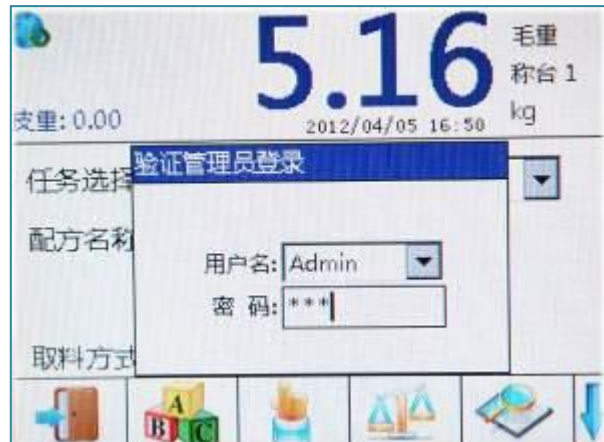 5.16
毛重
称台 1
kg
皮重: 0.00
2012/04/05 16:50
验证管理员登录
任务选择
配方名称
用户名: Admin
密 码: ***
取料方式
A
B C